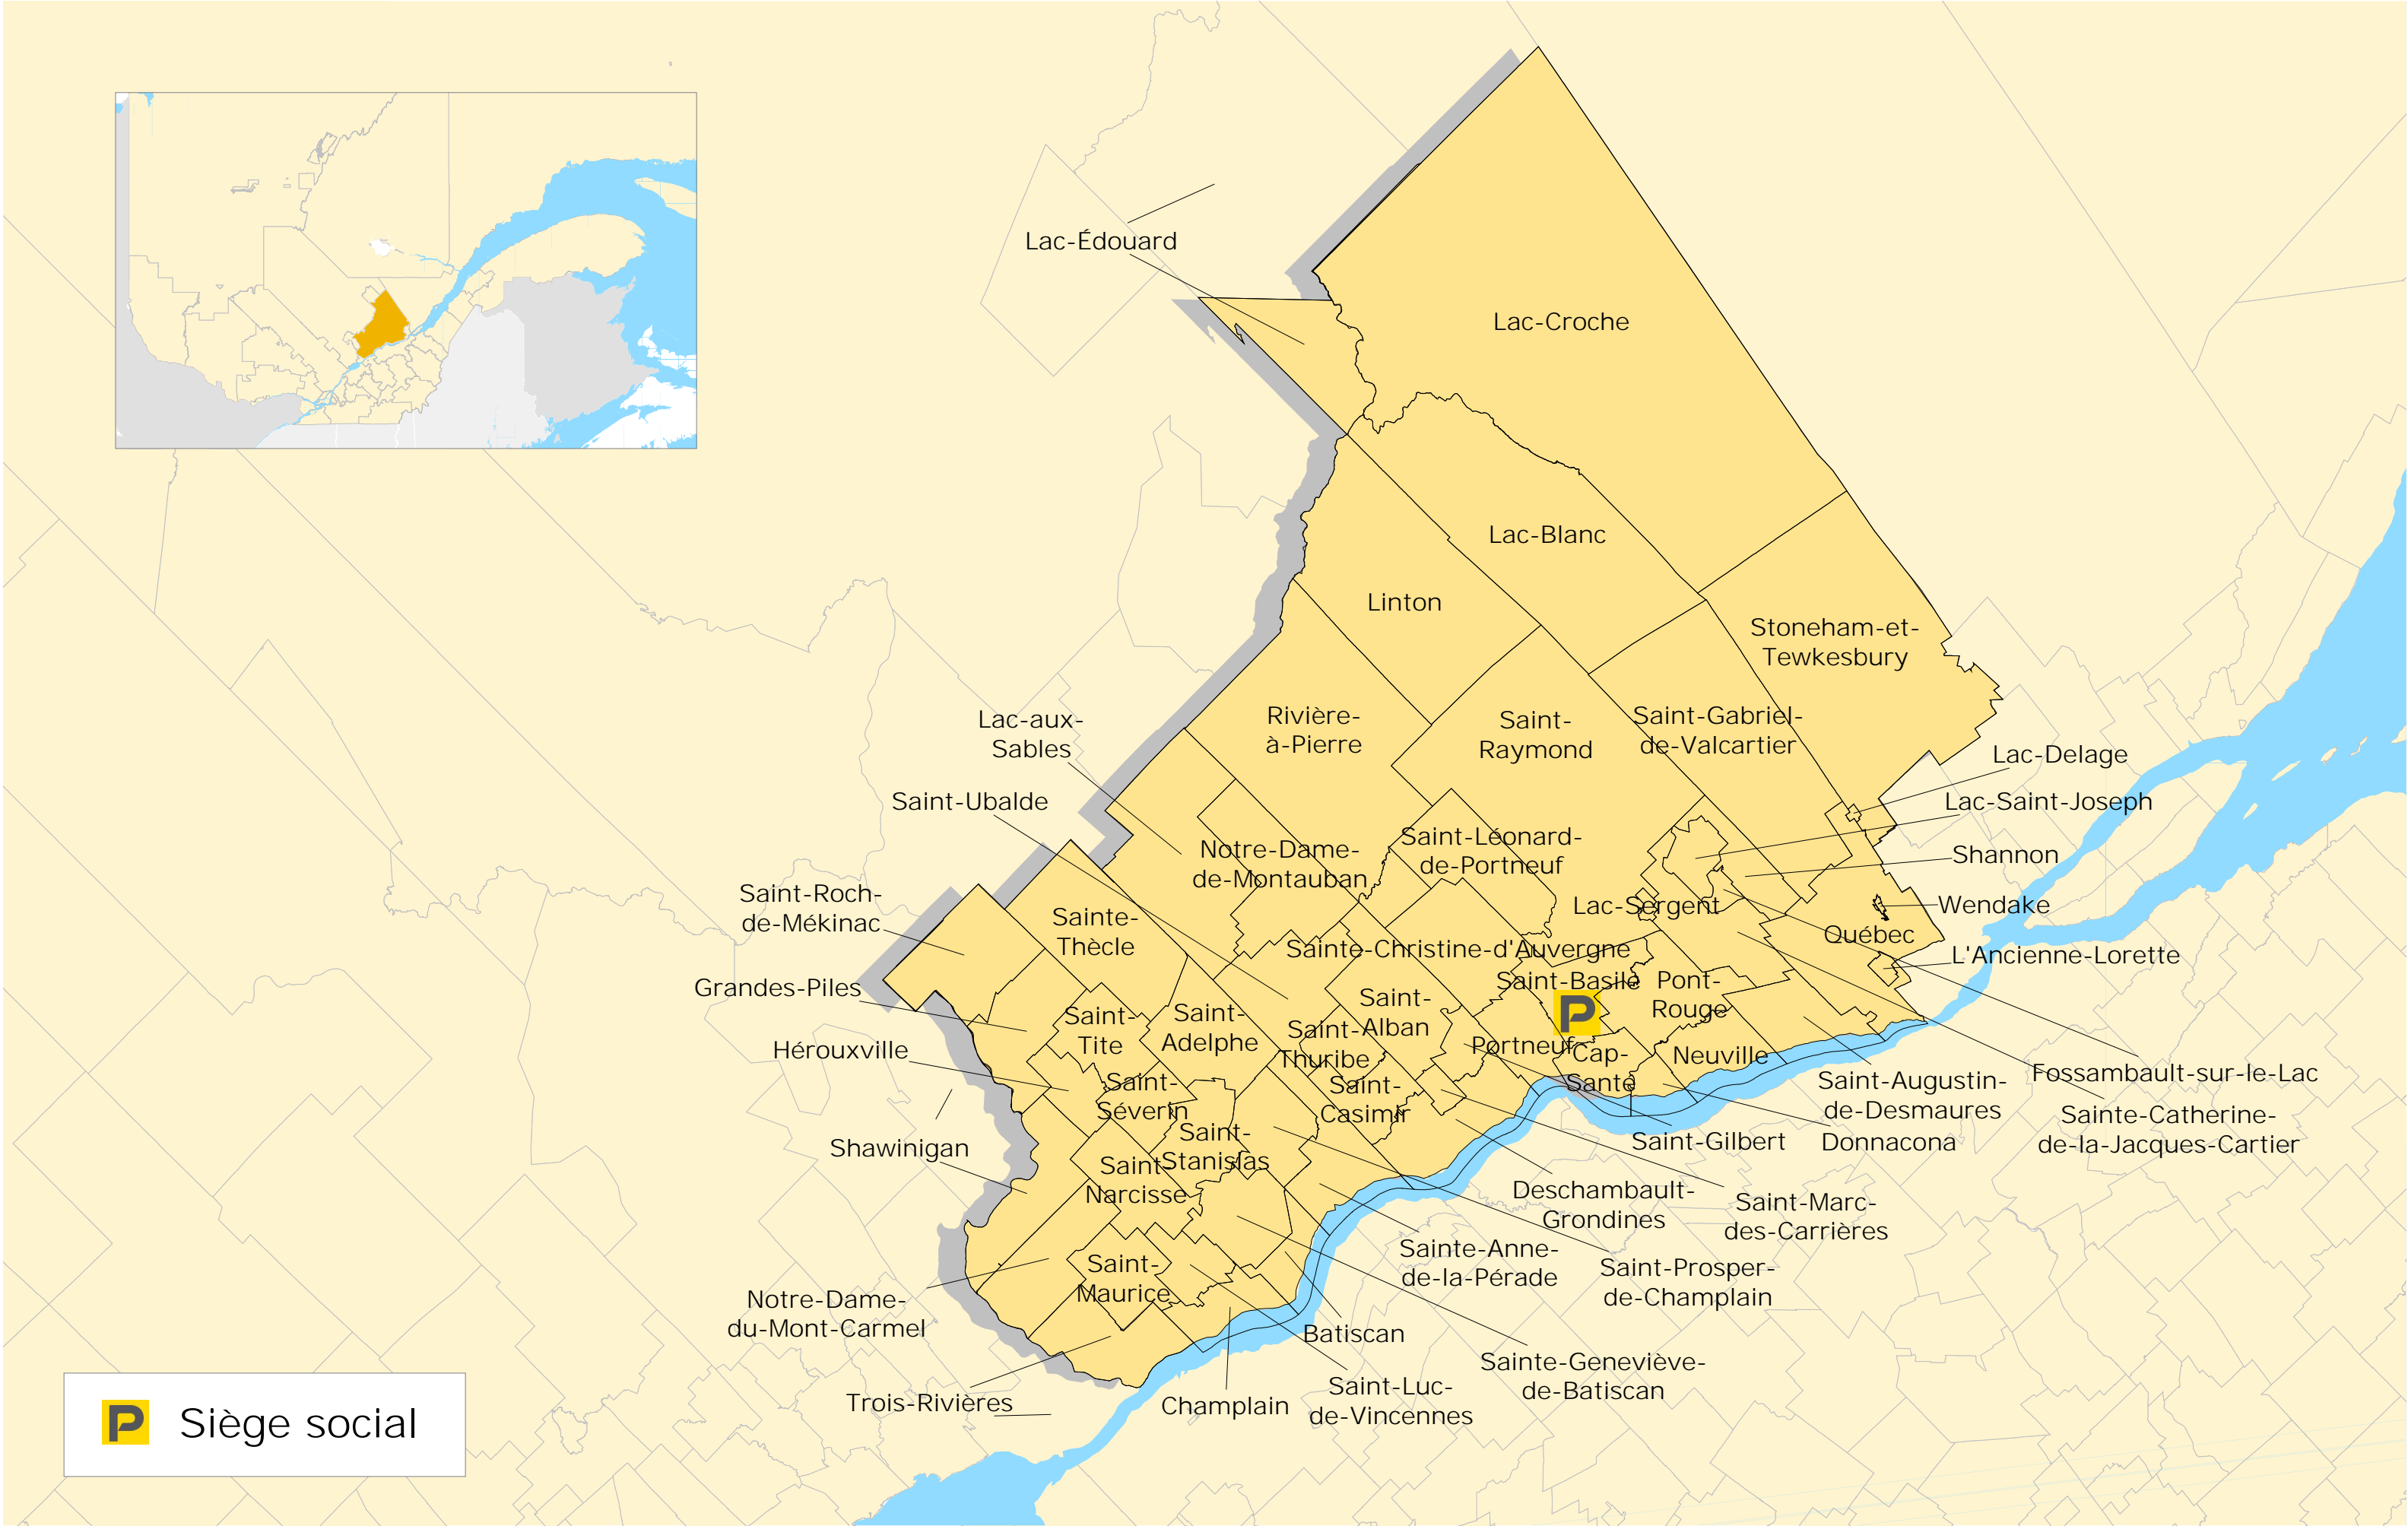 Lac-Édouard
Lac-Croche
Lac-Blanc
Linton
Stoneham-et-
Tewkesbury
Lac-aux-
Sables
Rivière-
à-Pierre
Saint-
Raymond
Saint-Gabriel-
de-Valcartier
Lac-Delage
Saint-Ubalde
Lac-Saint-Joseph
Notre-Dame-
de-Montauban
Saint-Léonard-
de-Portneuf
Shannon
Saint-Roch-
de-Mékinac
Sainte-
Thècle
Lac-Sergent
Wendake
Québec
Sainte-Christine-d'Auvergne
L'Ancienne-Lorette
Grandes-Piles
Saint-Basile
Pont-
Rouge
Saint-
Tite
Saint-
Adelphe
Saint-
Alban
Saint-
Thuribe
P
Hérouxville
Portneuf
Cap-
Santé
Neuville
Saint-
Séverin
Saint-
Casimir
Saint-Augustin-
de-Desmaures
Fossambault-sur-le-Lac
Sainte-Catherine-
de-la-Jacques-Cartier
Shawinigan
Saint-
Stanislas
Saint-Gilbert
Donnacona
Saint-
Narcisse
Deschambault-
Grondines
Saint-Marc-
des-Carrières
Saint-
Maurice
Sainte-Anne-
de-la-Pérade
Saint-Prosper-
de-Champlain
Notre-Dame-
du-Mont-Carmel
Batiscan
Sainte-Geneviève-
de-Batiscan
Trois-Rivières
Champlain
Saint-Luc-
de-Vincennes
P Siège social